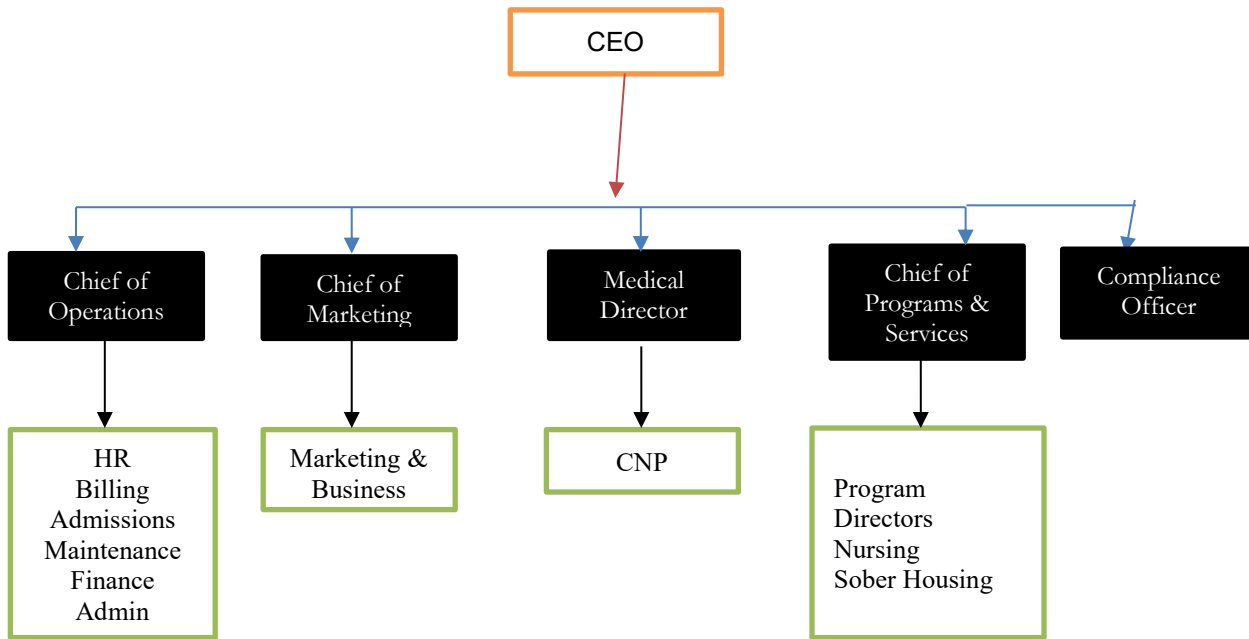 CEO
Chief of
Operations
Chief of
Marketing
Medical
Director
Chief of
Programs &
Services
Compliance
Officer
HR
Billing
Admissions
Maintenance
Finance
Admin
Marketing &
Business
CNP
Program
Directors
Nursing
Sober Housing